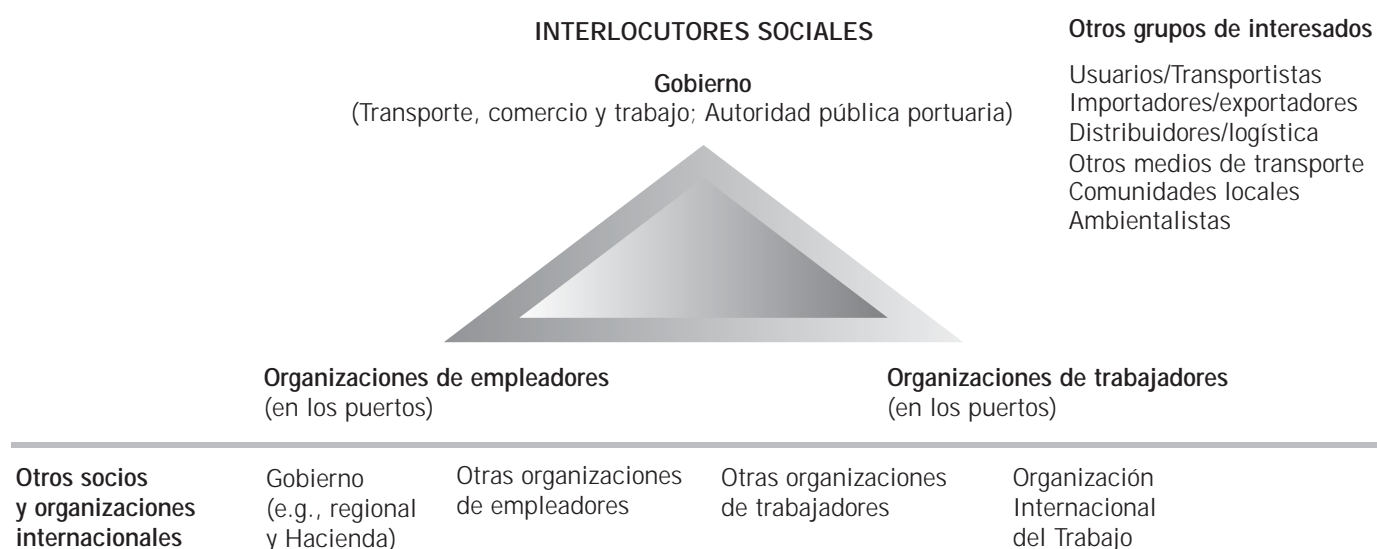 INTERLOCUTORES SOCIALES
Gobierno
(Transporte, comercio y trabajo; Autoridad pública portuaria)
Otros grupos de interesados
Usuarios/Transportistas
Importadores/exportadores
Distribuidores/logística
Otros medios de transporte
Comunidades locales
Ambientalistas
Organizaciones de empleadores
(en los puertos)
Organizaciones de trabajadores
(en los puertos)
Otros socios
y organizaciones
internacionales
Gobierno
(e.g., regional
y Hacienda)
Otras organizaciones
de empleadores
Otras organizaciones
de trabajadores
Organización
Internacional
del Trabajo